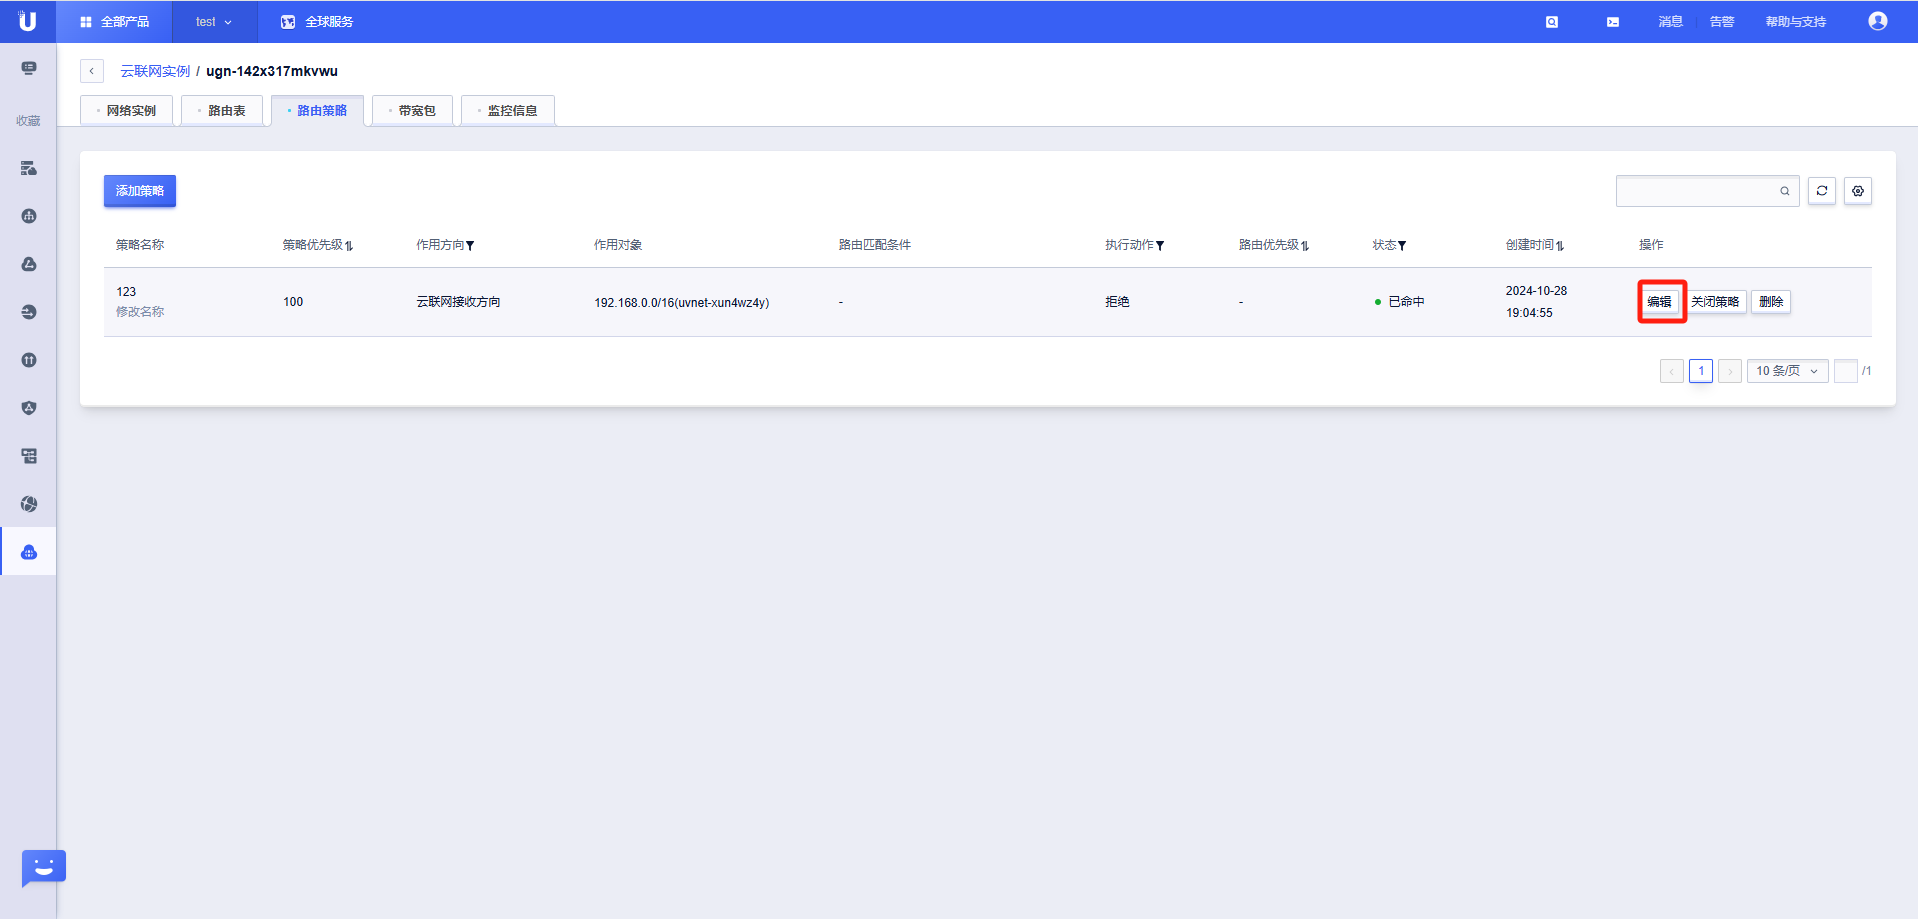 U 全部产品 test 全球服务 消息 告警 帮助与支持
云联网实例 / ugn-142x317mkvwu
网络实例 路由表 路由策略 带宽包 监控信息
收藏
添加策略
策略名称 策略优先级 作用方向 作用对象 路由匹配条件 执行动作 路由优先级 状态 创建时间 操作
123
修改名称
100 云联网接收方向 192.168.0.0/16(uvnet-xun4wz4y) - 拒绝 - 已命中
2024-10-28
19:04:55
编辑 关闭策略 删除
1 10 条/页 /1